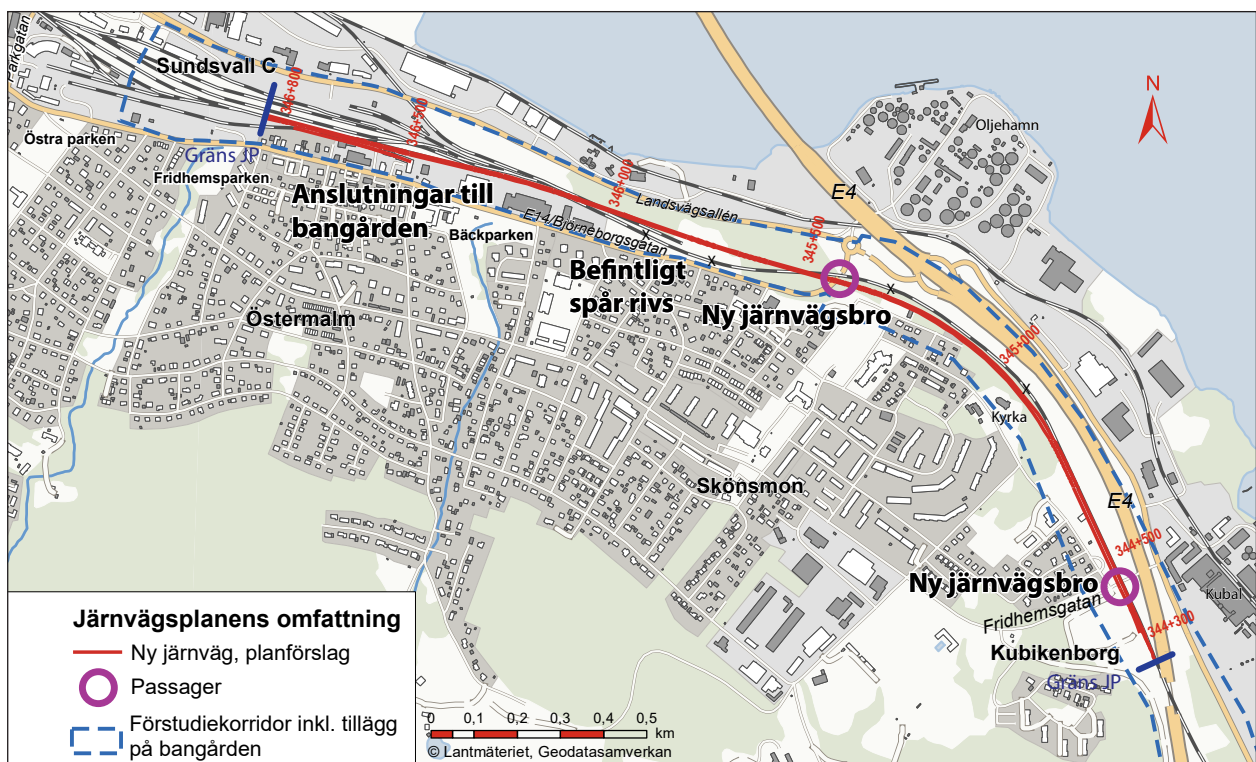 Parkgatan
Sundsvall C
346+800
346+500
Östra parken
Gräns JP
Fridhemsparken
Anslutningar till
bangården
Bäckparken
E14/Björneborgsgatan
346+000
Landsvägsallén
345+500
E4
Oljehamn
N
Befintligt
spår rivs
Ny järnvägsbro
Östermalm
x
x
x
345+000
Kyrka
Skönsmon
E4
344+500
Ny järnvägsbro
Fridhemsgatan
344+300
Kubal
Kubikenborg
Gräns JP
Järnvägsplanens omfattning
Ny järnväg, planförslag
Passager
Förstudiekorridor inkl. tillägg
på bangården
0 0,1 0,2 0,3 0,4 0,5
km
© Lantmäteriet, Geodatasamverkan